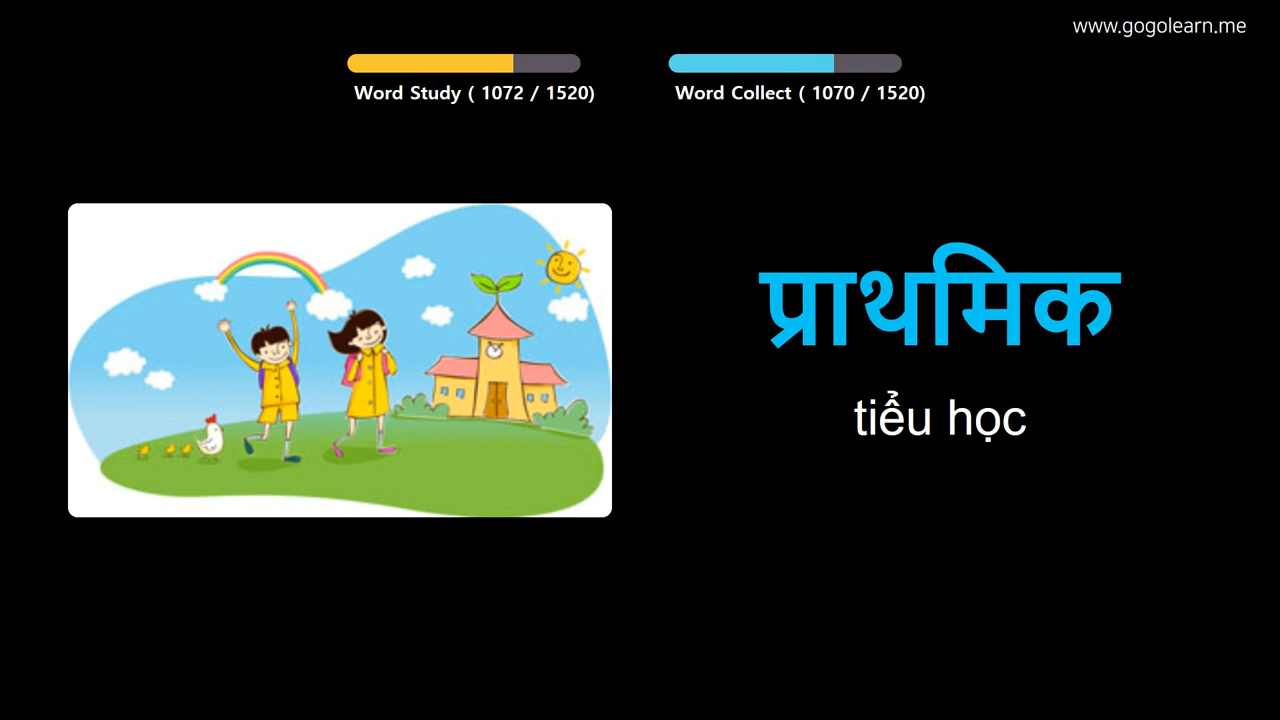 www.gogolearn.me
Word Study ( 1072 / 1520)
Word Collect ( 1070 / 1520)
प्राथमिक
tiểu học